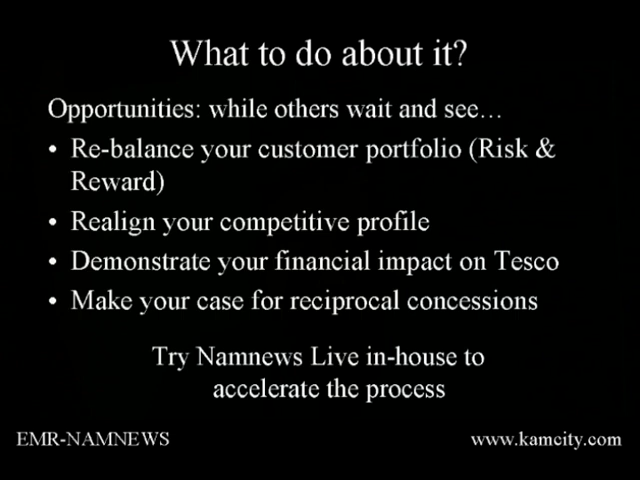 What to do about it?
Opportunities: while others wait and see…
• Re-balance your customer portfolio (Risk &
Reward)
• Realign your competitive profile
• Demonstrate your financial impact on Tesco
• Make your case for reciprocal concessions
Try Namnews Live in-house to
accelerate the process
EMR-NAMNEWS
www.kamcity.com